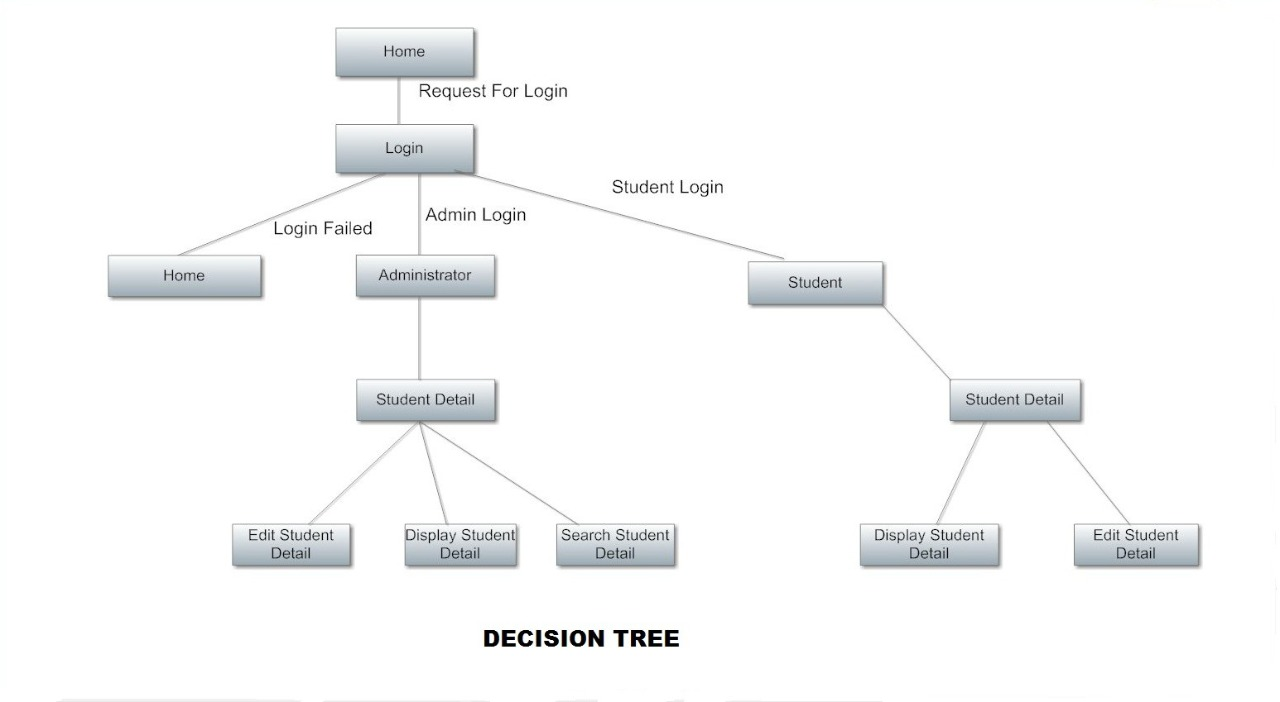 Home
Request For Login
Login
Student Login
Admin Login
Login Failed
Home
Administrator
Student
Student Detail
Student Detail
Edit Student
Detail
Display Student
Detail
Search Student
Detail
Display Student
Detail
Edit Student
Detail
DECISION TREE